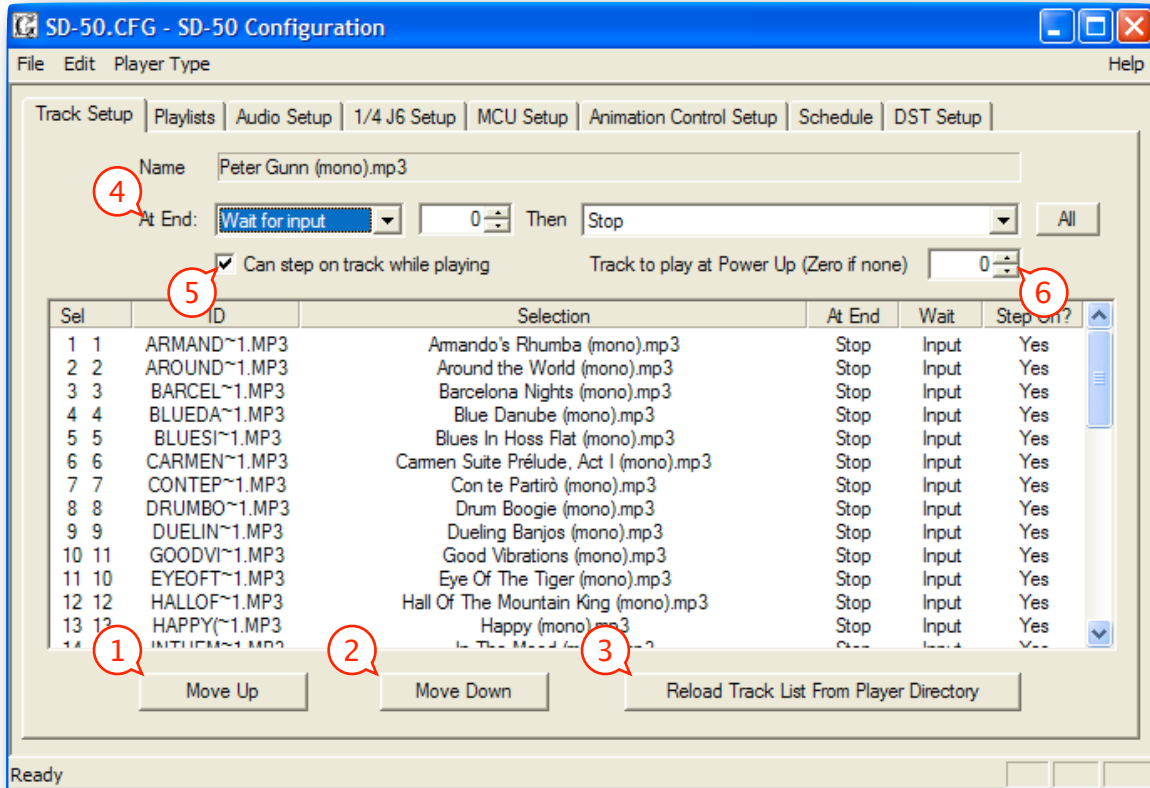 SD-50.CFG - SD-50 Configuration
File Edit Player Type Help
Track Setup Playlists Audio Setup 1/4 J6 Setup MCU Setup Animation Control Setup Schedule DST Setup
Name Peter Gunn (mono).mp3
4
At End: Wait for input 0 Then Stop All
Can step on track while playing Track to play at Power Up (Zero if none) 0
5 6
Sel ID Selection At End Wait Step On?
1 1 ARMAND~1.MP3 Armando's Rhumba (mono).mp3 Stop Input Yes
2 2 AROUND~1.MP3 Around the World (mono).mp3 Stop Input Yes
3 3 BARCEL~1.MP3 Barcelona Nights (mono).mp3 Stop Input Yes
4 4 BLUEDA~1.MP3 Blue Danube (mono).mp3 Stop Input Yes
5 5 BLUESI~1.MP3 Blues In Hoss Flat (mono).mp3 Stop Input Yes
6 6 CARMEN~1.MP3 Carmen Suite Prélude, Act I (mono).mp3 Stop Input Yes
7 7 CONTEP~1.MP3 Con te Partirò (mono).mp3 Stop Input Yes
8 8 DRUMBO~1.MP3 Drum Boogie (mono).mp3 Stop Input Yes
9 9 DUELIN~1.MP3 Dueling Banjos (mono).mp3 Stop Input Yes
10 11 GOODVI~1.MP3 Good Vibrations (mono).mp3 Stop Input Yes
11 10 EYEOFT~1.MP3 Eye Of The Tiger (mono).mp3 Stop Input Yes
12 12 HALLOF~1.MP3 Hall Of The Mountain King (mono).mp3 Stop Input Yes
13 13 HAPPY(~1.MP3 Happy (mono).mp3 Stop Input Yes
14 INTHEM~1.MP3 In The Mood Stop Input Yes
1 2 3
Move Up Move Down Reload Track List From Player Directory
Ready